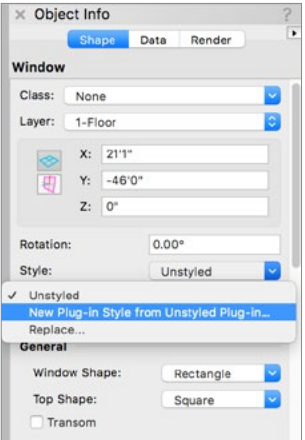 × Object Info ?
Shape Data Render
Window
Class: None
Layer: 1-Floor
X: 21'1"
Y: -46'0"
Z: 0"
Rotation: 0.00°
Style: Unstyled
✓ Unstyled
New Plug-in Style from Unstyled Plug-in...
Replace...
General
Window Shape: Rectangle
Top Shape: Square
Transom